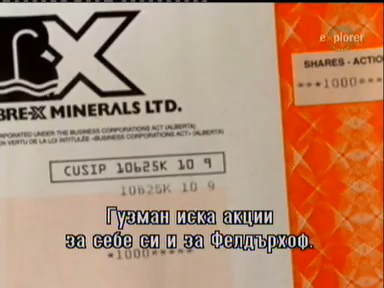 explorer
SHARES - ACTIO
***1000***
BRE-X MINERALS LTD.
ORPORATED UNDER THE BUSINESS CORPORATIONS ACT (ALBERTA)
EN VERTU DE LA LOI INTITULÉE «BUSINESS CORPORATIONS ACT» (ALBERTA)
CUSIP 10625K 10 9
10625K 10 9
Гузман иска акции
за себе си и за Фелдърхоф.
*1000*****